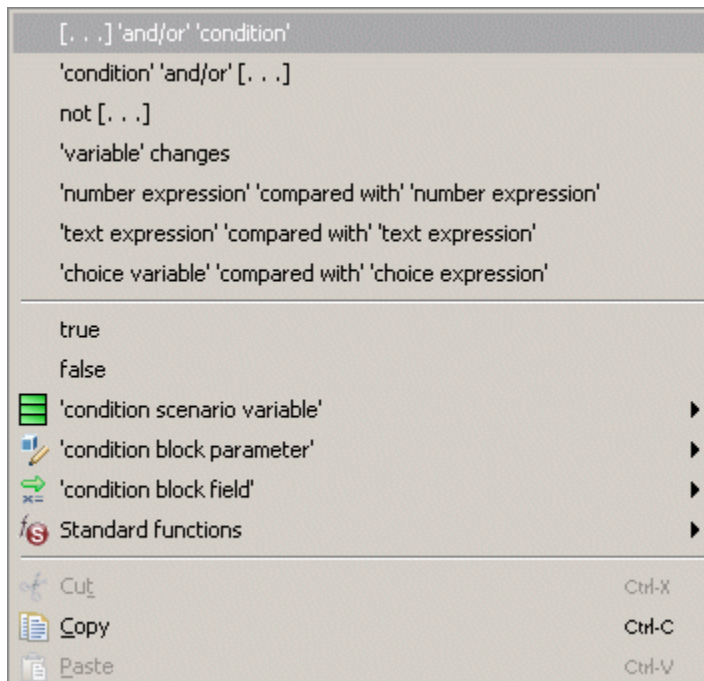 [. . .] 'and/or' 'condition'
'condition' 'and/or' [. . .]
not [. . .]
'variable' changes
'number expression' 'compared with' 'number expression'
'text expression' 'compared with' 'text expression'
'choice variable' 'compared with' 'choice expression'
true
false
'condition scenario variable'
'condition block parameter'
'condition block field'
Standard functions
Cut Ctrl-X
Copy Ctrl-C
Paste Ctrl-V